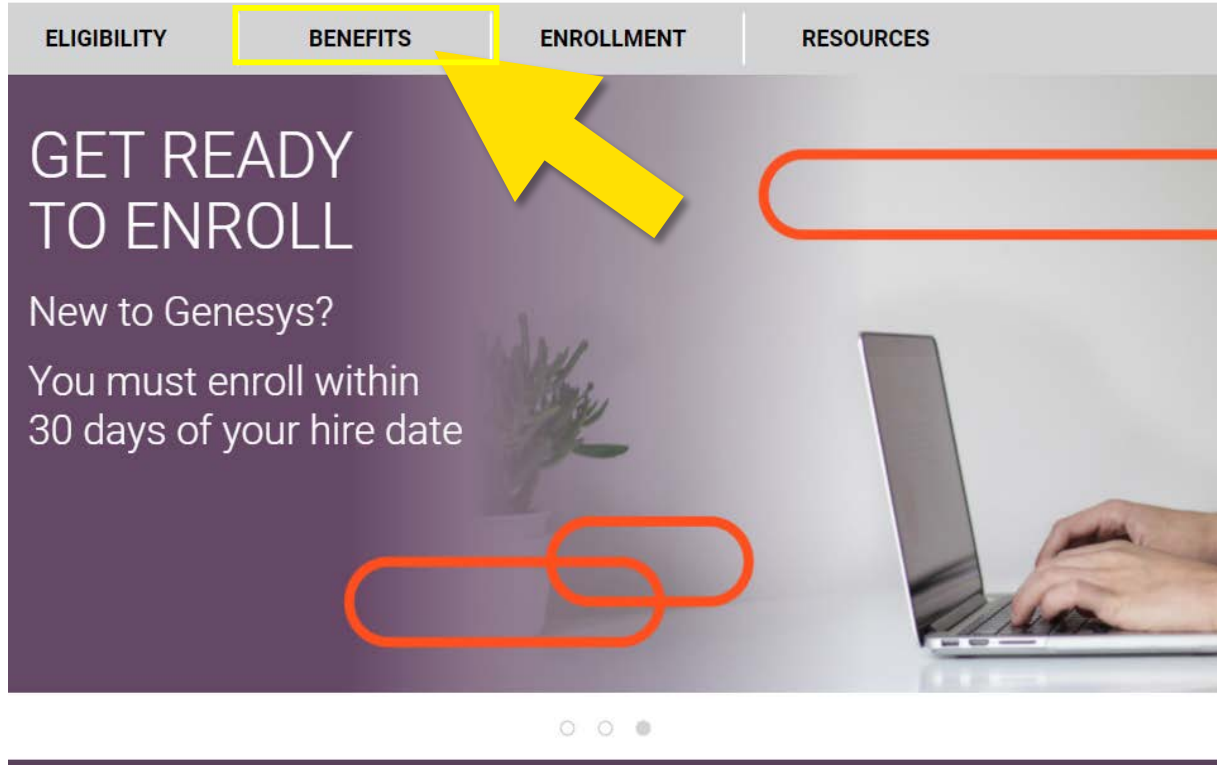 ELIGIBILITY BENEFITS ENROLLMENT RESOURCES
GET READY
TO ENROLL
New to Genesys?
You must enroll within
30 days of your hire date